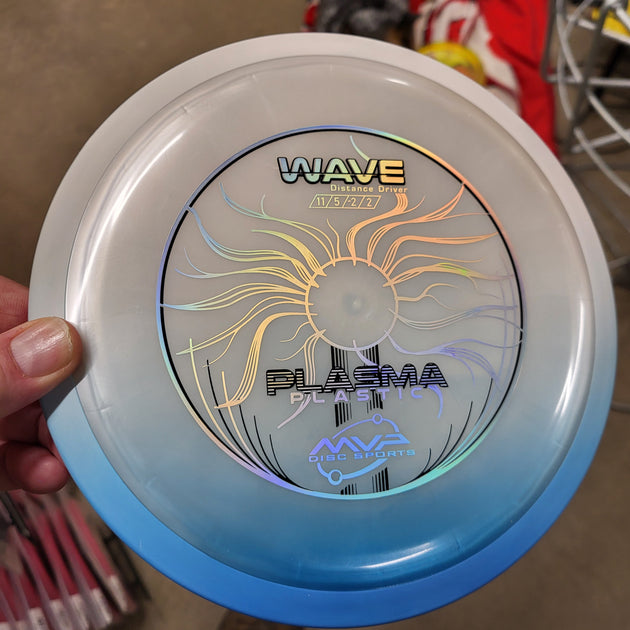 WAVE
Distance Driver
11/5/-2/2
PLASMA
PLASTIC
MVP
DISC SPORTS